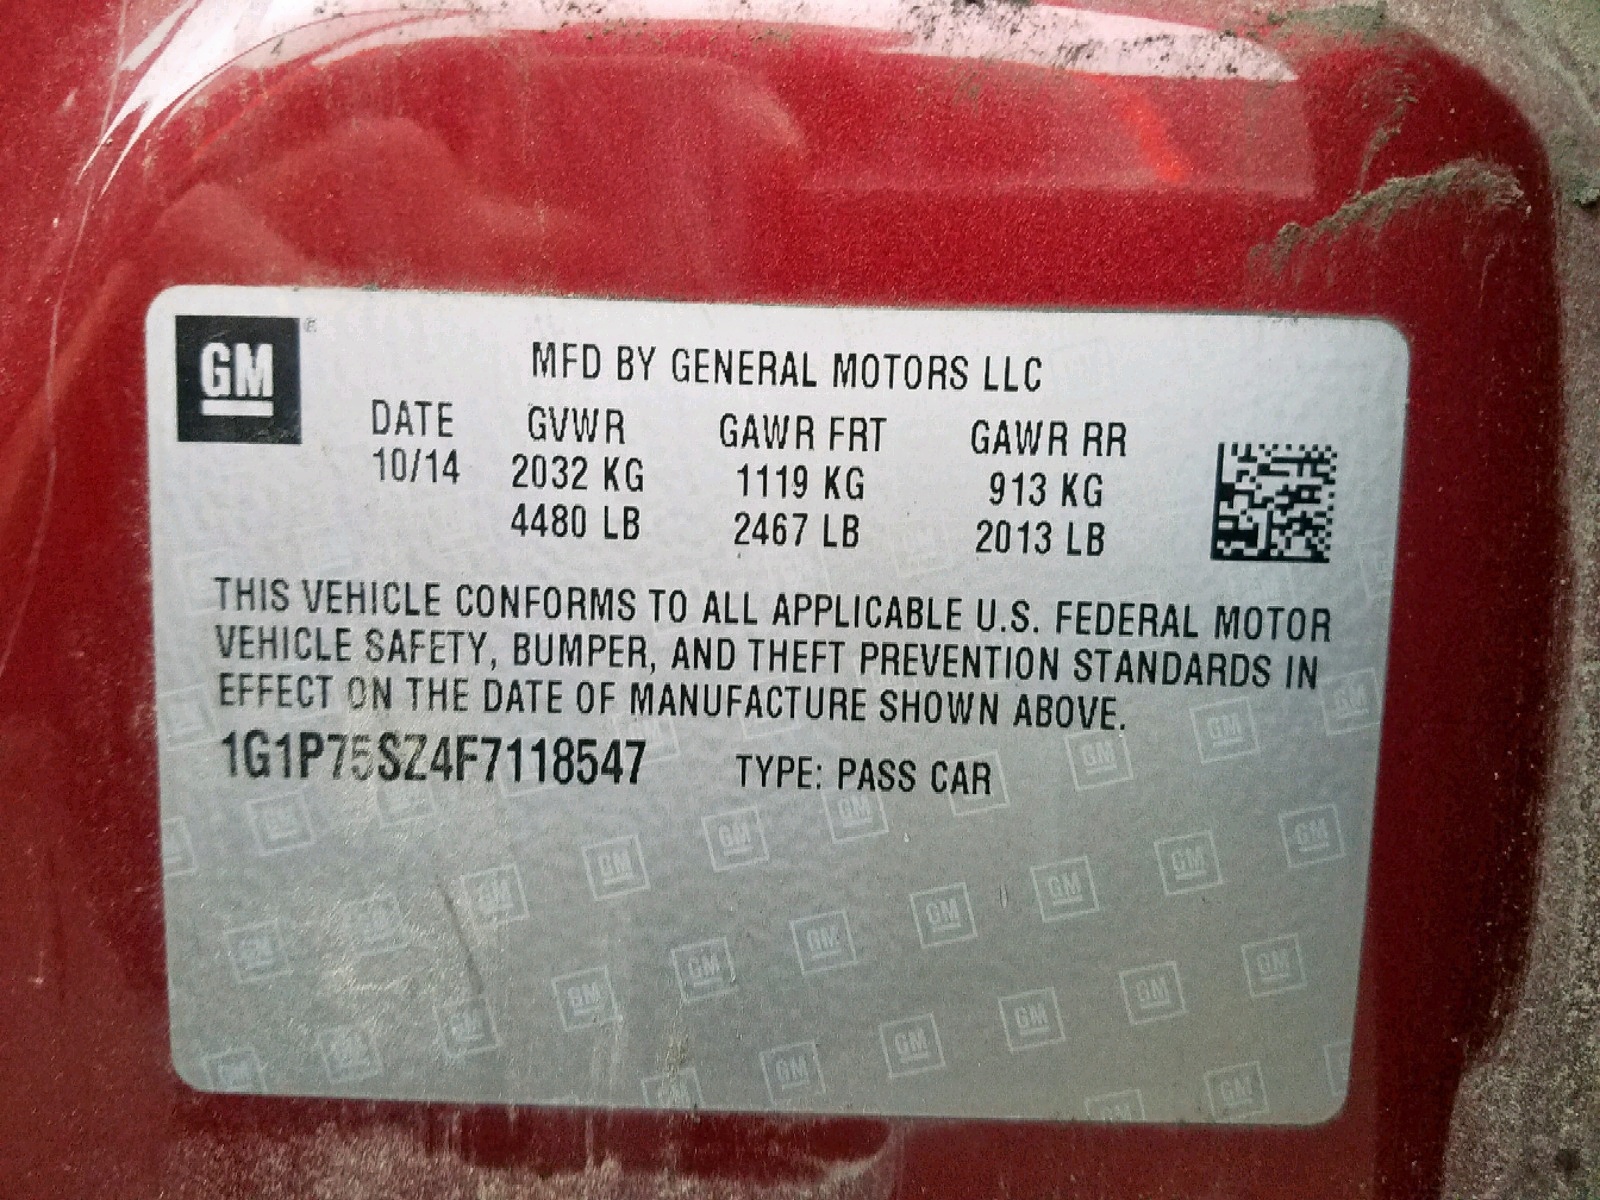 GM
MFD BY GENERAL MOTORS LLC
DATE GVWR GAWR FRT GAWR RR
10/14 2032 KG 1119 KG 913 KG
4480 LB 2467 LB 2013 LB
THIS VEHICLE CONFORMS TO ALL APPLICABLE U.S. FEDERAL MOTOR
VEHICLE SAFETY, BUMPER, AND THEFT PREVENTION STANDARDS IN
EFFECT ON THE DATE OF MANUFACTURE SHOWN ABOVE.
1G1P75SZ4F7118547 TYPE: PASS CAR